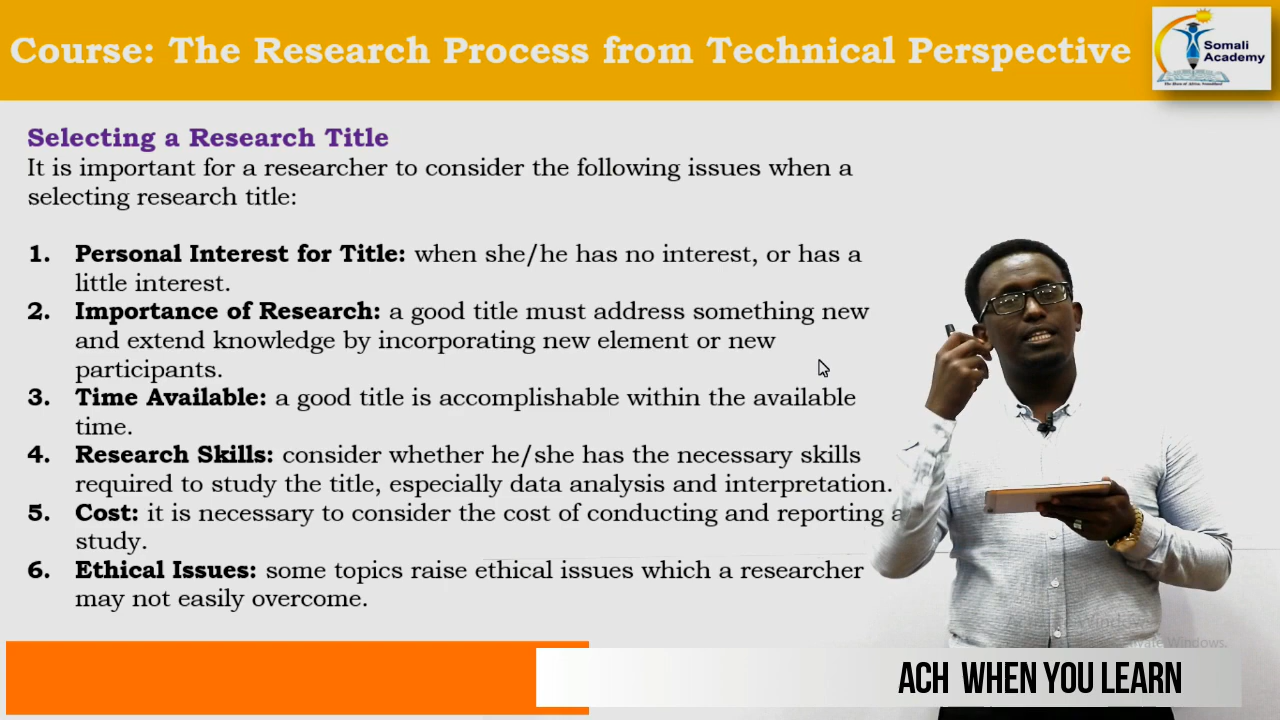 Course: The Research Process from Technical Perspective
Somali
Academy
Selecting a Research Title
It is important for a researcher to consider the following issues when a
selecting research title:
1. Personal Interest for Title: when she/he has no interest, or has a
little interest.
2. Importance of Research: a good title must address something new
and extend knowledge by incorporating new element or new
participants.
3. Time Available: a good title is accomplishable within the available
time.
4. Research Skills: consider whether he/she has the necessary skills
required to study the title, especially data analysis and interpretation.
5. Cost: it is necessary to consider the cost of conducting and reporting a
study.
6. Ethical Issues: some topics raise ethical issues which a researcher
may not easily overcome.
Windows.
ACH WHEN YOU LEARN